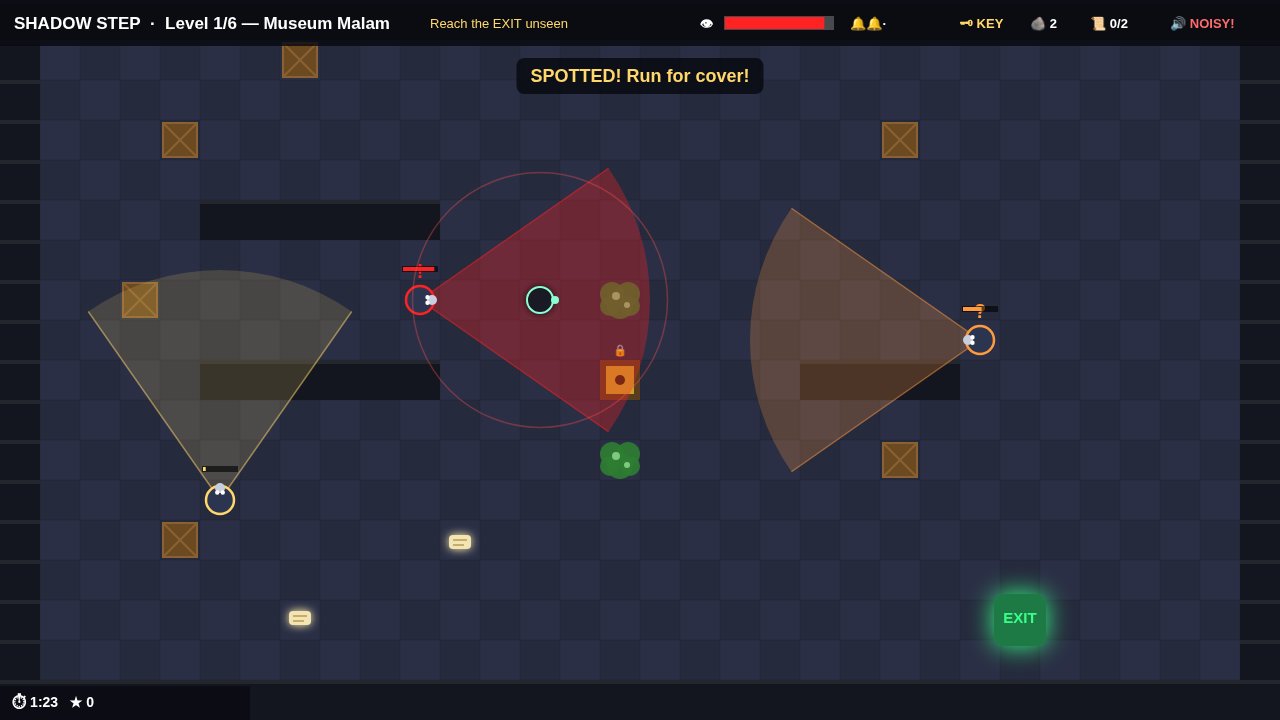 SHADOW STEP · Level 1/6 — Museum Malam
Reach the EXIT unseen
KEY
2
0/2
NOISY!
SPOTTED! Run for cover!
!
?
EXIT
1:23 ★ 0